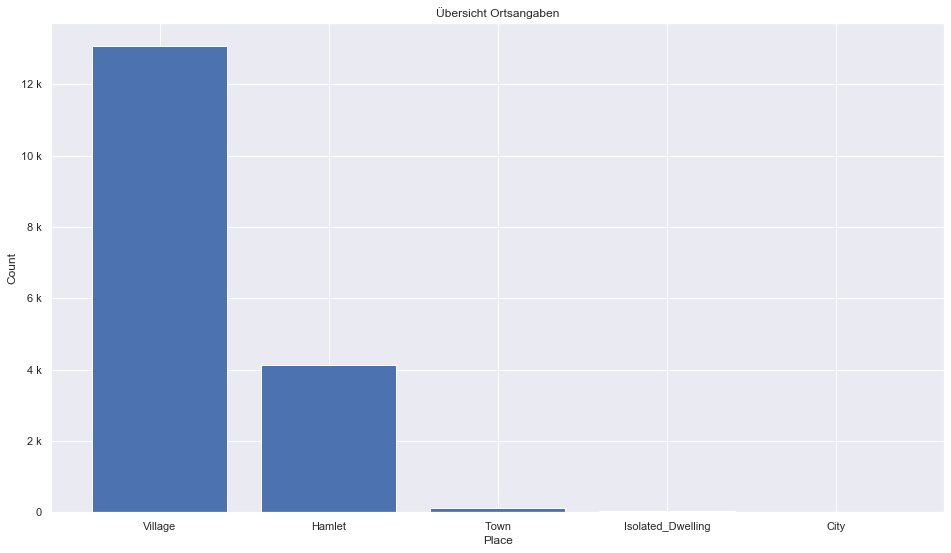 Übersicht Ortsangaben
12 k
10 k
8 k
6 k
4 k
2 k
0
Count
Village Hamlet Town Isolated_Dwelling City
Place